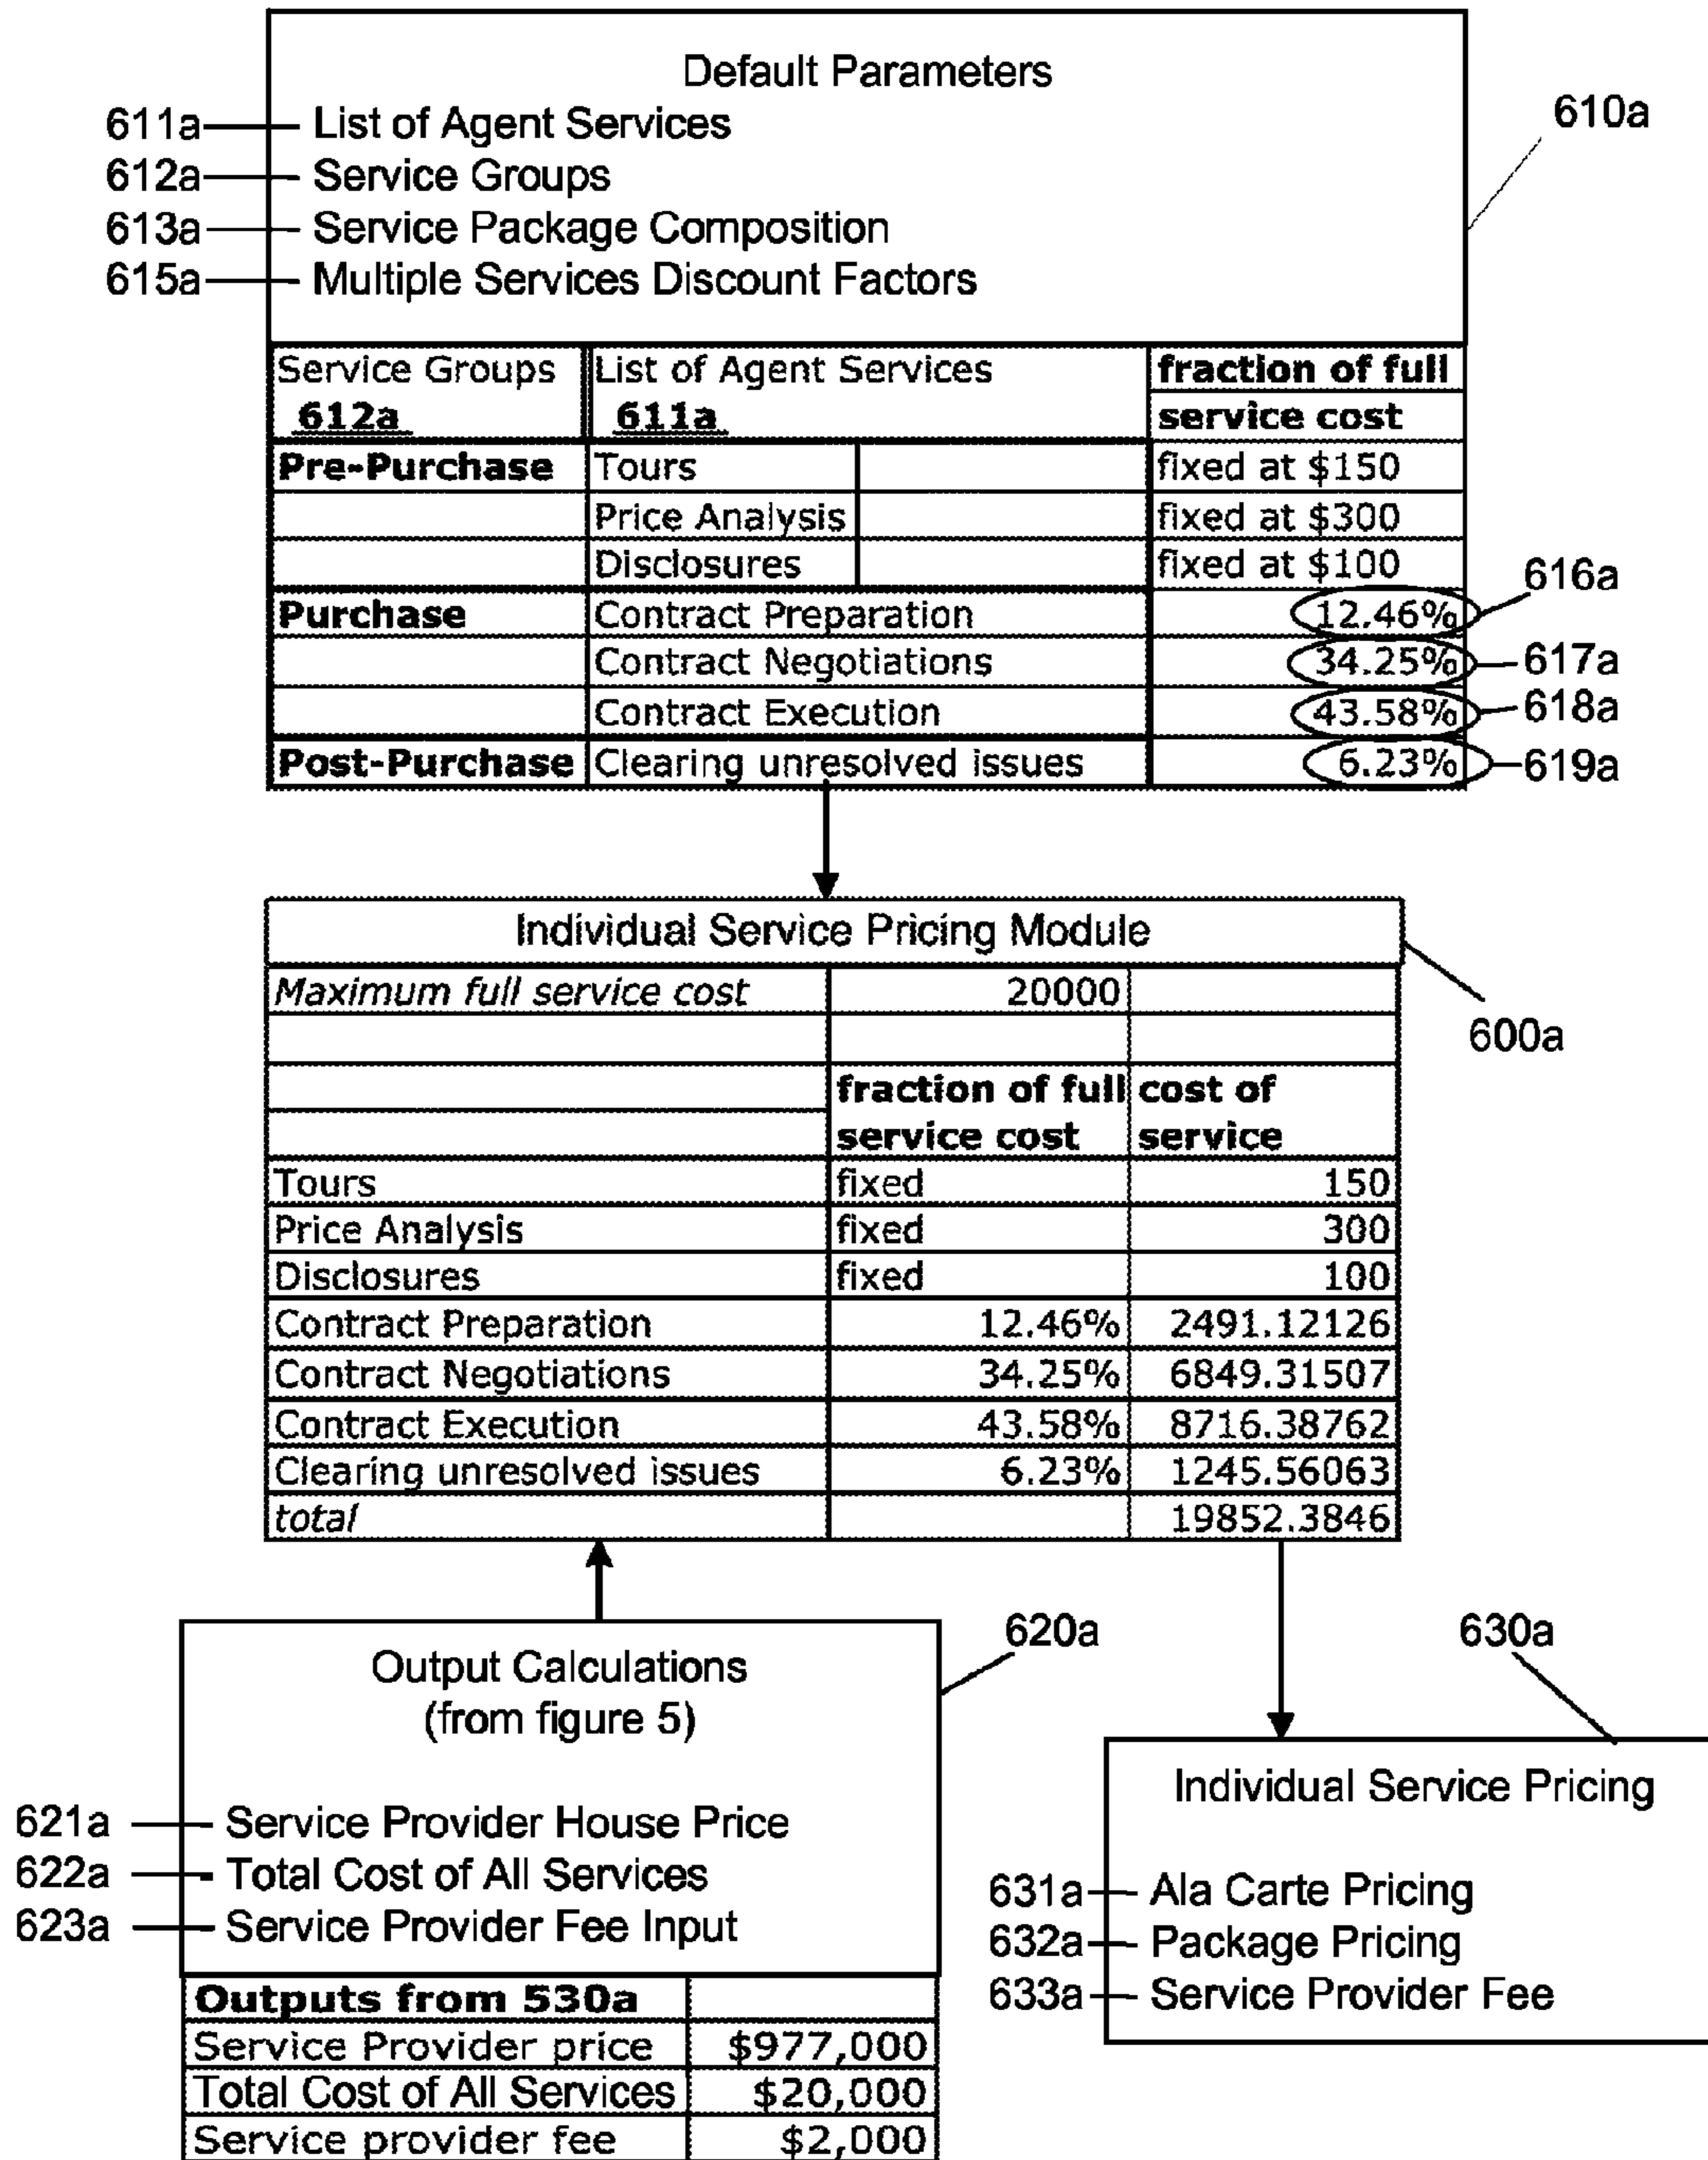 Default Parameters
611a List of Agent Services
610a
612a Service Groups
613a Service Package Composition
615a Multiple Services Discount Factors
Service Groups List of Agent Services fraction of full
612a 611a service cost
Pre-Purchase Tours fixed at $150
Price Analysis fixed at $300
Disclosures fixed at $100
616a
Purchase Contract Preparation 12.46%
Contract Negotiations 34.25% 617a
Contract Execution 43.58% 618a
Post-Purchase Clearing unresolved issues 6.23% 619a
Individual Service Pricing Module
Maximum full service cost 20000
600a
fraction of full cost of
service cost service
Tours fixed 150
Price Analysis fixed 300
Disclosures fixed 100
Contract Preparation 12.46% 2491.12126
Contract Negotiations 34.25% 6849.31507
Contract Execution 43.58% 8716.38762
Clearing unresolved issues 6.23% 1245.56063
total 19852.3846
620a
Output Calculations
(from figure 5)
621a Service Provider House Price
622a Total Cost of All Services
623a Service Provider Fee Input
Outputs from 530a
Service Provider price $977,000
Total Cost of All Services $20,000
Service provider fee $2,000
630a
Individual Service Pricing
631a Ala Carte Pricing
632a Package Pricing
633a Service Provider Fee